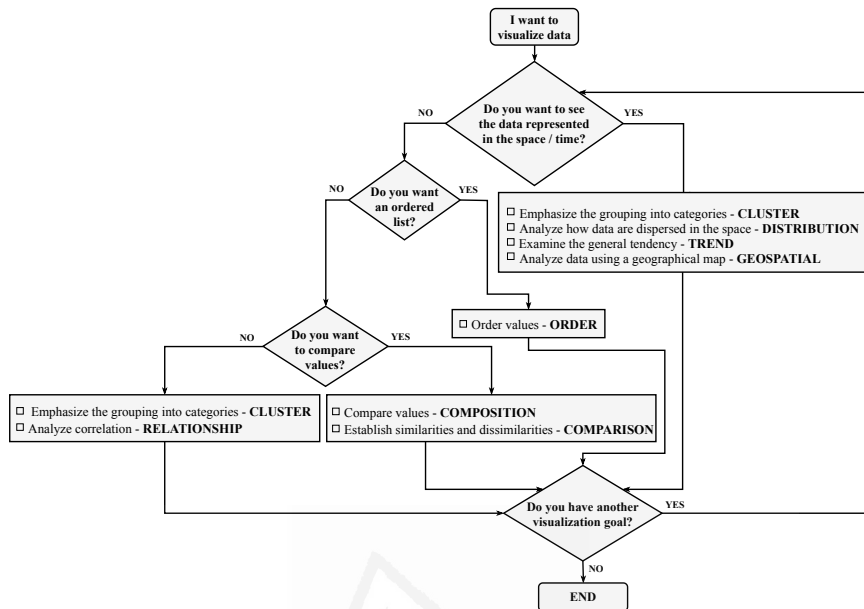 I want to
visualize data
Do you want to see
the data represented
in the space / time?
NO
YES
Do you want
an ordered
list?
NO
YES
□ Emphasize the grouping into categories - CLUSTER
□ Analyze how data are dispersed in the space - DISTRIBUTION
□ Examine the general tendency - TREND
□ Analyze data using a geographical map - GEOSPATIAL
□ Order values - ORDER
Do you want
to compare
values?
NO
YES
□ Emphasize the grouping into categories - CLUSTER
□ Analyze correlation - RELATIONSHIP
□ Compare values - COMPOSITION
□ Establish similarities and dissimilarities - COMPARISON
Do you have another
visualization goal?
YES
NO
END